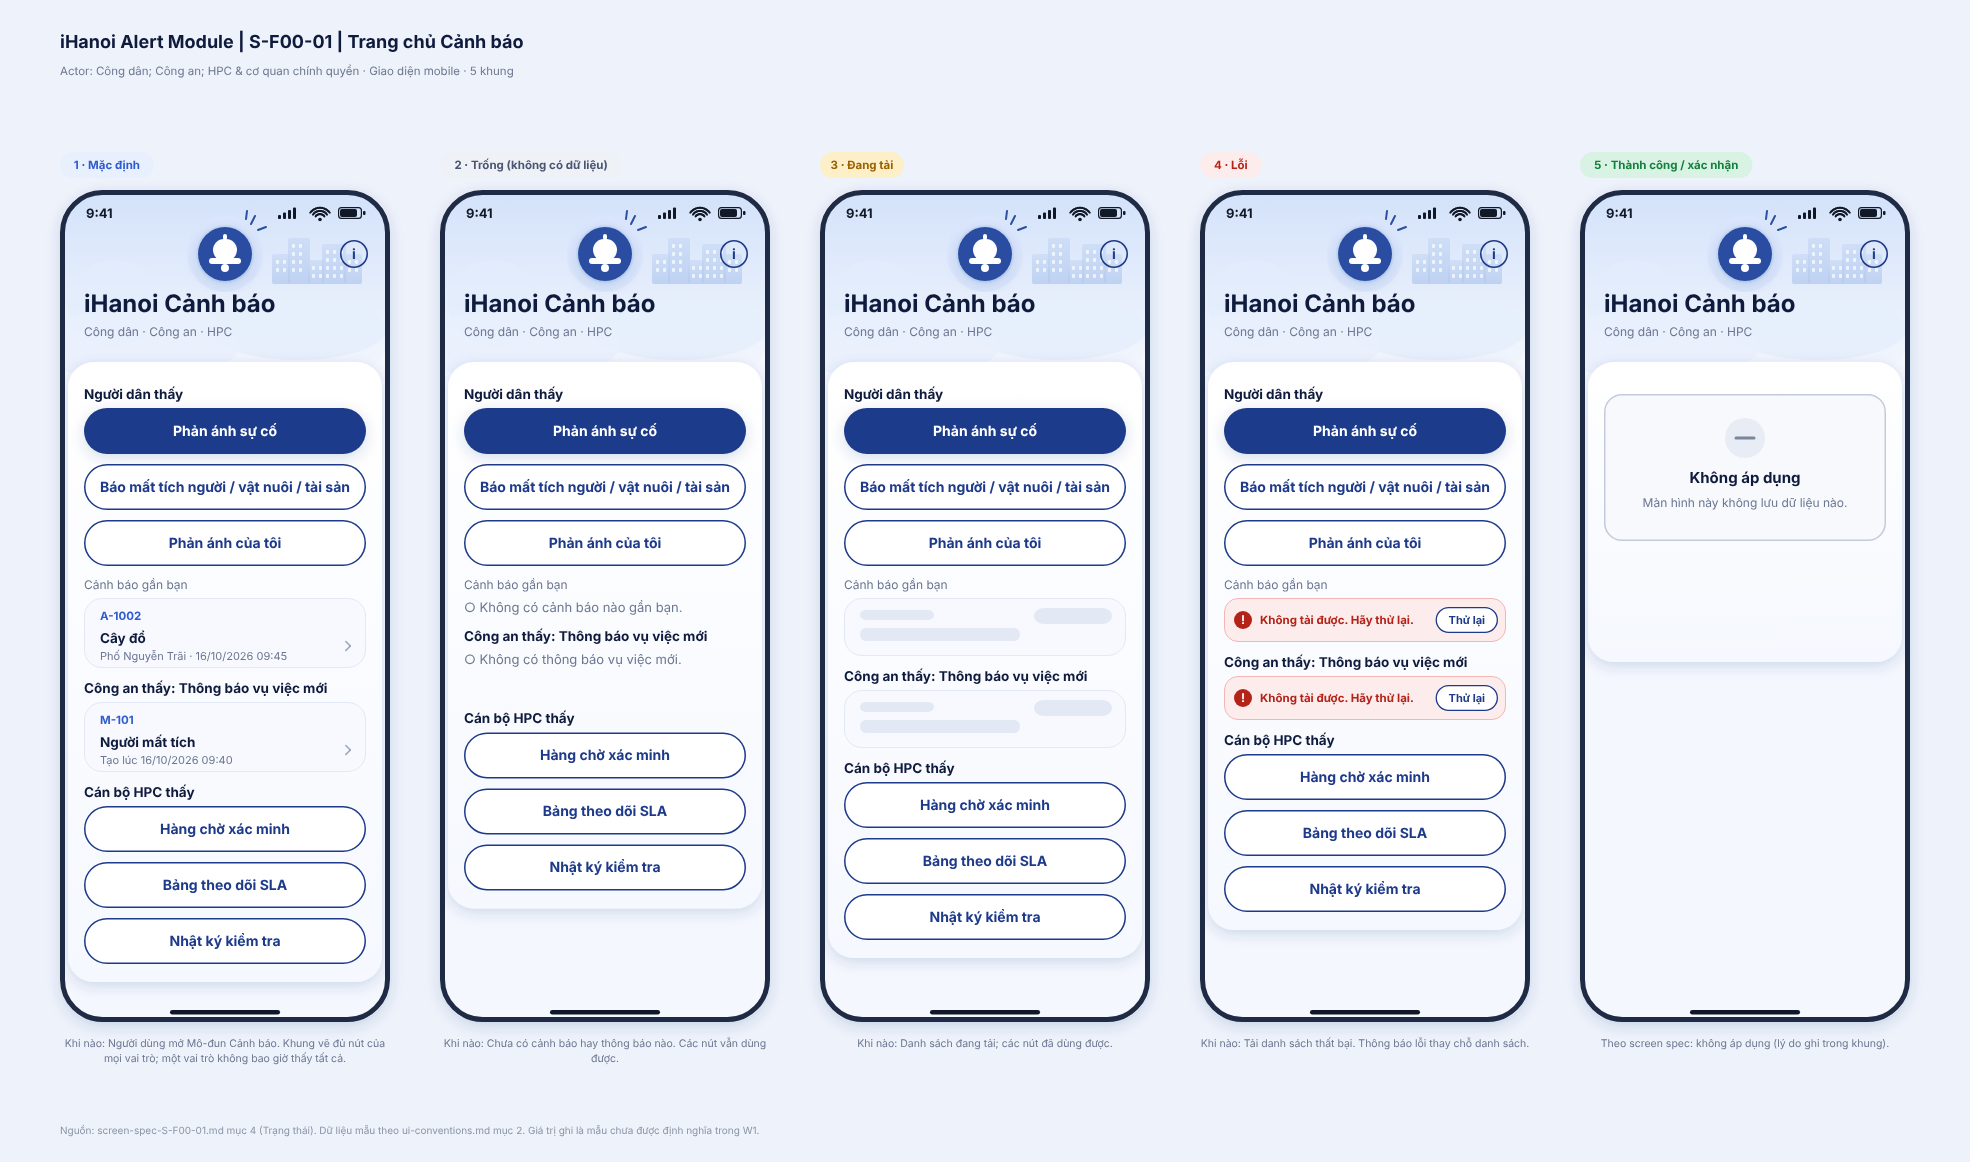 iHanoi Alert Module | S-F00-01 | Trang chủ Cảnh báo
Actor: Công dân; Công an; HPC & cơ quan chính quyền · Giao diện mobile · 5 khung
1 · Mặc định
9:41
i
iHanoi Cảnh báo
Công dân · Công an · HPC
Người dân thấy
Phản ánh sự cố
Báo mất tích người / vật nuôi / tài sản
Phản ánh của tôi
Cảnh báo gần bạn
A-1002
Cây đổ
Phố Nguyễn Trãi · 16/10/2026 09:45
Công an thấy: Thông báo vụ việc mới
M-101
Người mất tích
Tạo lúc 16/10/2026 09:40
Cán bộ HPC thấy
Hàng chờ xác minh
Bảng theo dõi SLA
Nhật ký kiểm tra
Khi nào: Người dùng mở Mô-đun Cảnh báo. Khung vẽ đủ nút của
mọi vai trò; một vai trò không bao giờ thấy tất cả.
2 · Trống (không có dữ liệu)
9:41
i
iHanoi Cảnh báo
Công dân · Công an · HPC
Người dân thấy
Phản ánh sự cố
Báo mất tích người / vật nuôi / tài sản
Phản ánh của tôi
Cảnh báo gần bạn
Không có cảnh báo nào gần bạn.
Công an thấy: Thông báo vụ việc mới
Không có thông báo vụ việc mới.
Cán bộ HPC thấy
Hàng chờ xác minh
Bảng theo dõi SLA
Nhật ký kiểm tra
Khi nào: Chưa có cảnh báo hay thông báo nào. Các nút vẫn dùng
được.
3 · Đang tải
9:41
i
iHanoi Cảnh báo
Công dân · Công an · HPC
Người dân thấy
Phản ánh sự cố
Báo mất tích người / vật nuôi / tài sản
Phản ánh của tôi
Cảnh báo gần bạn
Công an thấy: Thông báo vụ việc mới
Cán bộ HPC thấy
Hàng chờ xác minh
Bảng theo dõi SLA
Nhật ký kiểm tra
Khi nào: Danh sách đang tải; các nút đã dùng được.
4 · Lỗi
9:41
i
iHanoi Cảnh báo
Công dân · Công an · HPC
Người dân thấy
Phản ánh sự cố
Báo mất tích người / vật nuôi / tài sản
Phản ánh của tôi
Cảnh báo gần bạn
! Không tải được. Hãy thử lại. Thử lại
Công an thấy: Thông báo vụ việc mới
! Không tải được. Hãy thử lại. Thử lại
Cán bộ HPC thấy
Hàng chờ xác minh
Bảng theo dõi SLA
Nhật ký kiểm tra
Khi nào: Tải danh sách thất bại. Thông báo lỗi thay chỗ danh sách.
5 · Thành công / xác nhận
9:41
i
iHanoi Cảnh báo
Công dân · Công an · HPC
Không áp dụng
Màn hình này không lưu dữ liệu nào.
Theo screen spec: không áp dụng (lý do ghi trong khung).
Nguồn: screen-spec-S-F00-01.md mục 4 (Trạng thái). Dữ liệu mẫu theo ui-conventions.md mục 2. Giá trị ghi là mẫu chưa được định nghĩa trong W1.